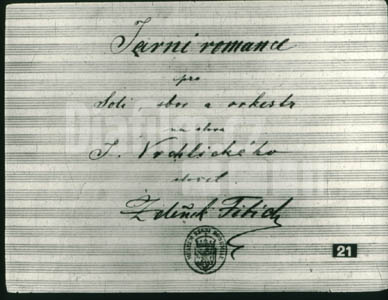 Jarní romance
pro
Soli, sbor a orkestr
na slova
J. Vrchlického
složil
Zdeněk Fibich
21